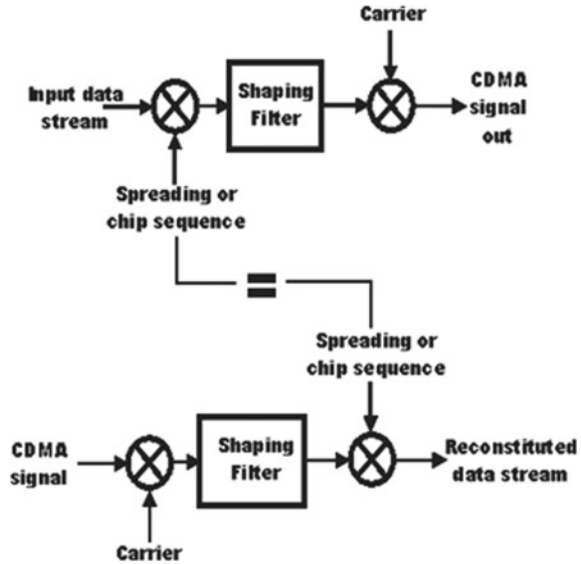 Carrier
Input data
stream
Shaping
Filter
CDMA
signal
out
Spreading or
chip sequence
=
Spreading or
chip sequence
CDMA
signal
Shaping
Filter
Reconstituted
data stream
Carrier